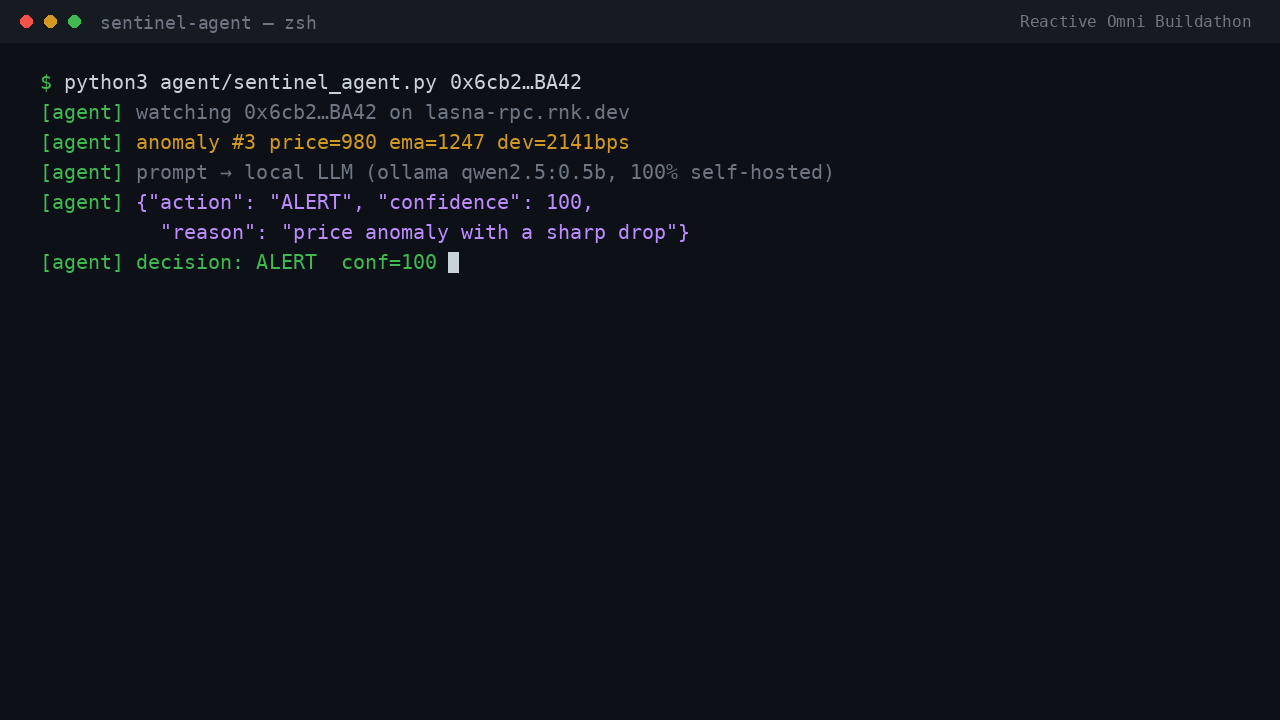 sentinel-agent — zsh
Reactive Omni Buildathon
$ python3 agent/sentinel_agent.py 0x6cb2…BA42
[agent] watching 0x6cb2…BA42 on lasna-rpc.rnk.dev
[agent] anomaly #3 price=980 ema=1247 dev=2141bps
[agent] prompt → local LLM (ollama qwen2.5:0.5b, 100% self-hosted)
[agent] {"action": "ALERT", "confidence": 100,
"reason": "price anomaly with a sharp drop"}
[agent] decision: ALERT  conf=100